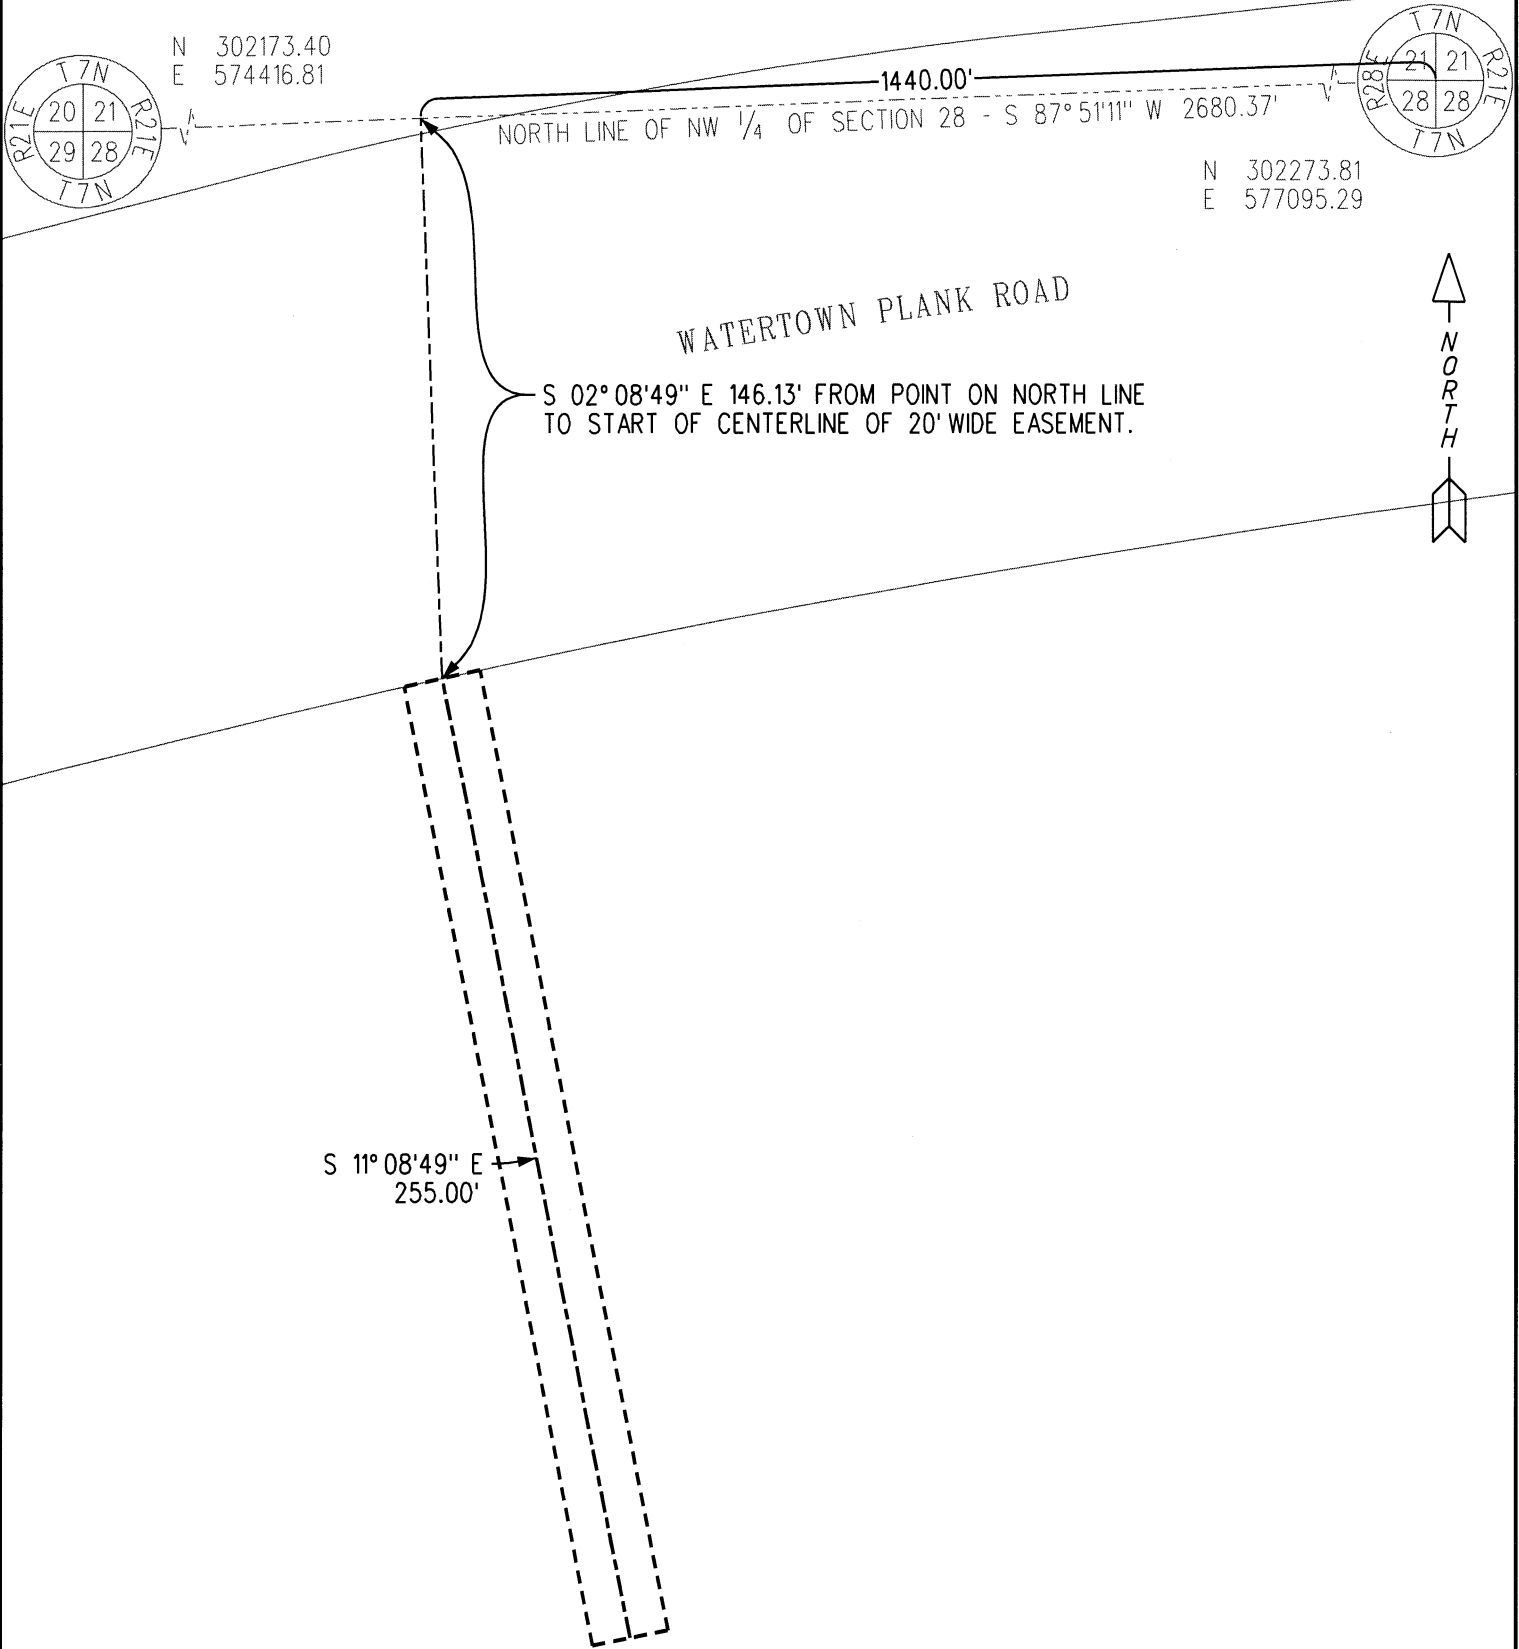 N 302173.40
E 574416.81
T 7N
R21E
20 21
29 28
R21E
T7N
1440.00'
NORTH LINE OF NW 1/4 OF SECTION 28 - S 87°51'11" W 2680.37'
T 7N
R28E
21 21
28 28
R21E
T7N
N 302273.81
E 577095.29
WATERTOWN PLANK ROAD
NORTH
S 02°08'49" E 146.13' FROM POINT ON NORTH LINE
TO START OF CENTERLINE OF 20' WIDE EASEMENT.
S 11°08'49" E
255.00'